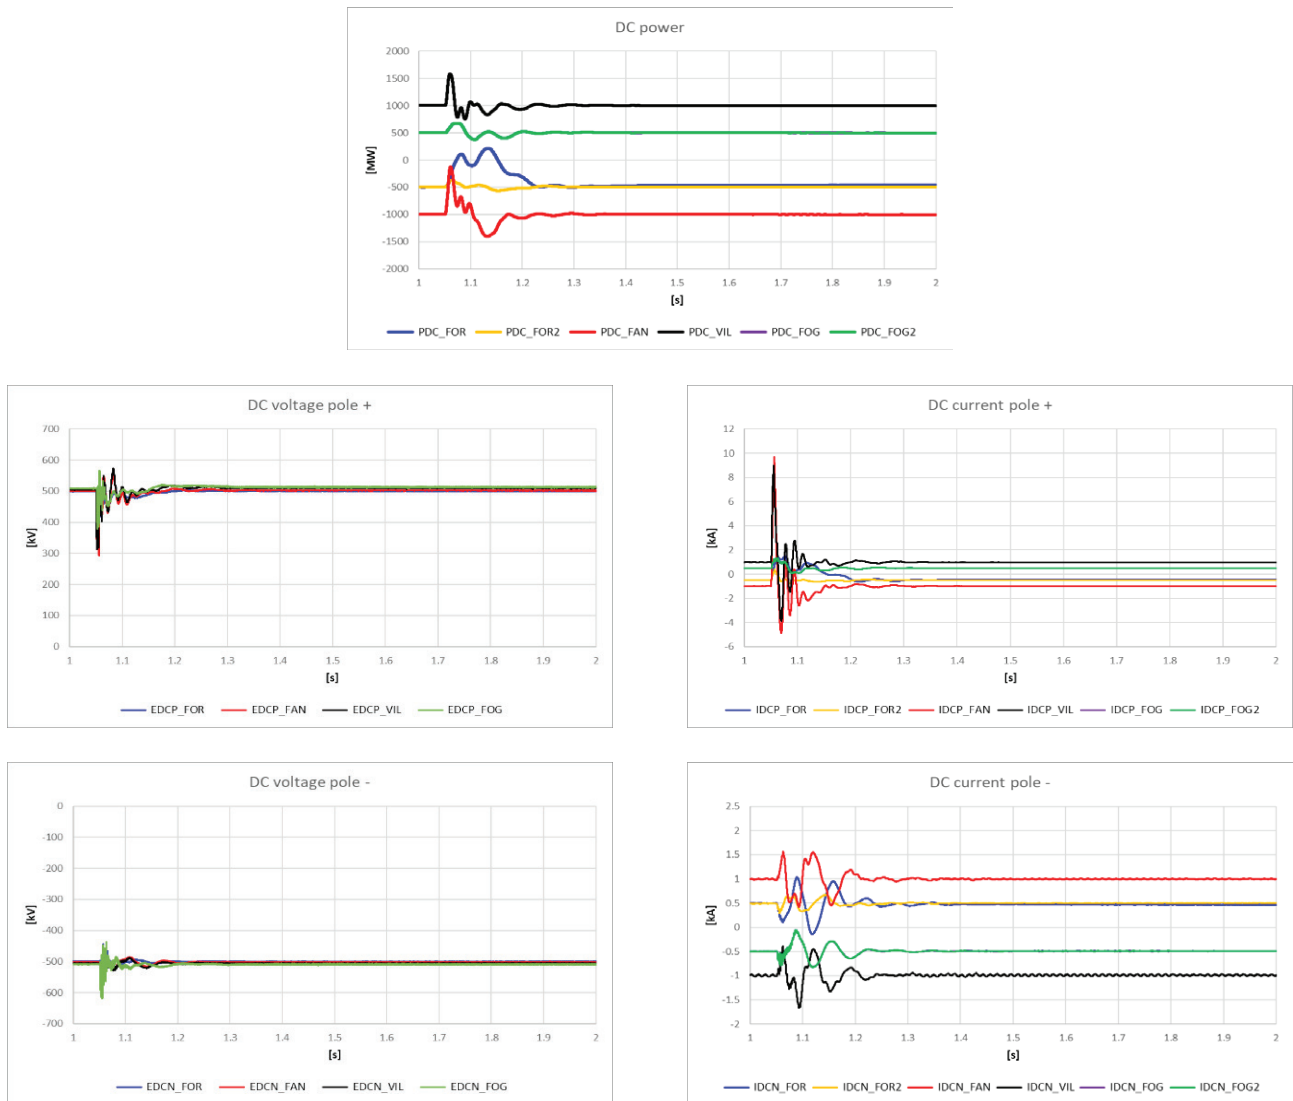 DC power
2000
1500
1000
500
0
-500
-1000
-1500
-2000
[MW]
1 1.1 1.2 1.3 1.4 1.5 1.6 1.7 1.8 1.9 2
[s]
PDC_FOR PDC_FOR2 PDC_FAN PDC_VIL PDC_FOG PDC_FOG2
DC voltage pole +
700
600
500
400
300
200
100
0
[kV]
1 1.1 1.2 1.3 1.4 1.5 1.6 1.7 1.8 1.9 2
[s]
EDCP_FOR EDCP_FAN EDCP_VIL EDCP_FOG
DC current pole +
12
10
8
6
4
2
0
-2
-4
-6
[kA]
1 1.1 1.2 1.3 1.4 1.5 1.6 1.7 1.8 1.9 2
[s]
IDCP_FOR IDCP_FOR2 IDCP_FAN IDCP_VIL IDCP_FOG IDCP_FOG2
DC voltage pole -
0
-100
-200
-300
-400
-500
-600
-700
[kV]
1 1.1 1.2 1.3 1.4 1.5 1.6 1.7 1.8 1.9 2
[s]
EDCN_FOR EDCN_FAN EDCN_VIL EDCN_FOG
DC current pole -
2.5
2
1.5
1
0.5
0
-0.5
-1
-1.5
-2
[kA]
1 1.1 1.2 1.3 1.4 1.5 1.6 1.7 1.8 1.9 2
[s]
IDCN_FOR IDCN_FOR2 IDCN_FAN IDCN_VIL IDCN_FOG IDCN_FOG2